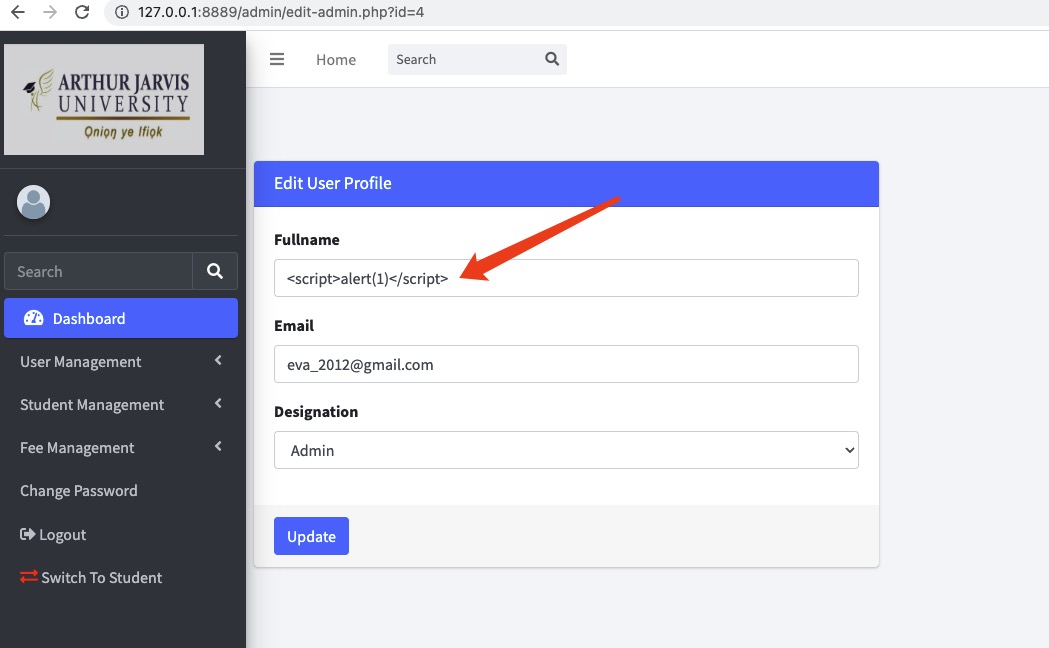 127.0.0.1:8889/admin/edit-admin.php?id=4
ARTHUR JARVIS
UNIVERSITY
Ọniọŋ ye Ifiọk
Home
Search
Search
Dashboard
User Management
Student Management
Fee Management
Change Password
Logout
Switch To Student
Edit User Profile
Fullname
<script>alert(1)</script>
Email
eva_2012@gmail.com
Designation
Admin
Update